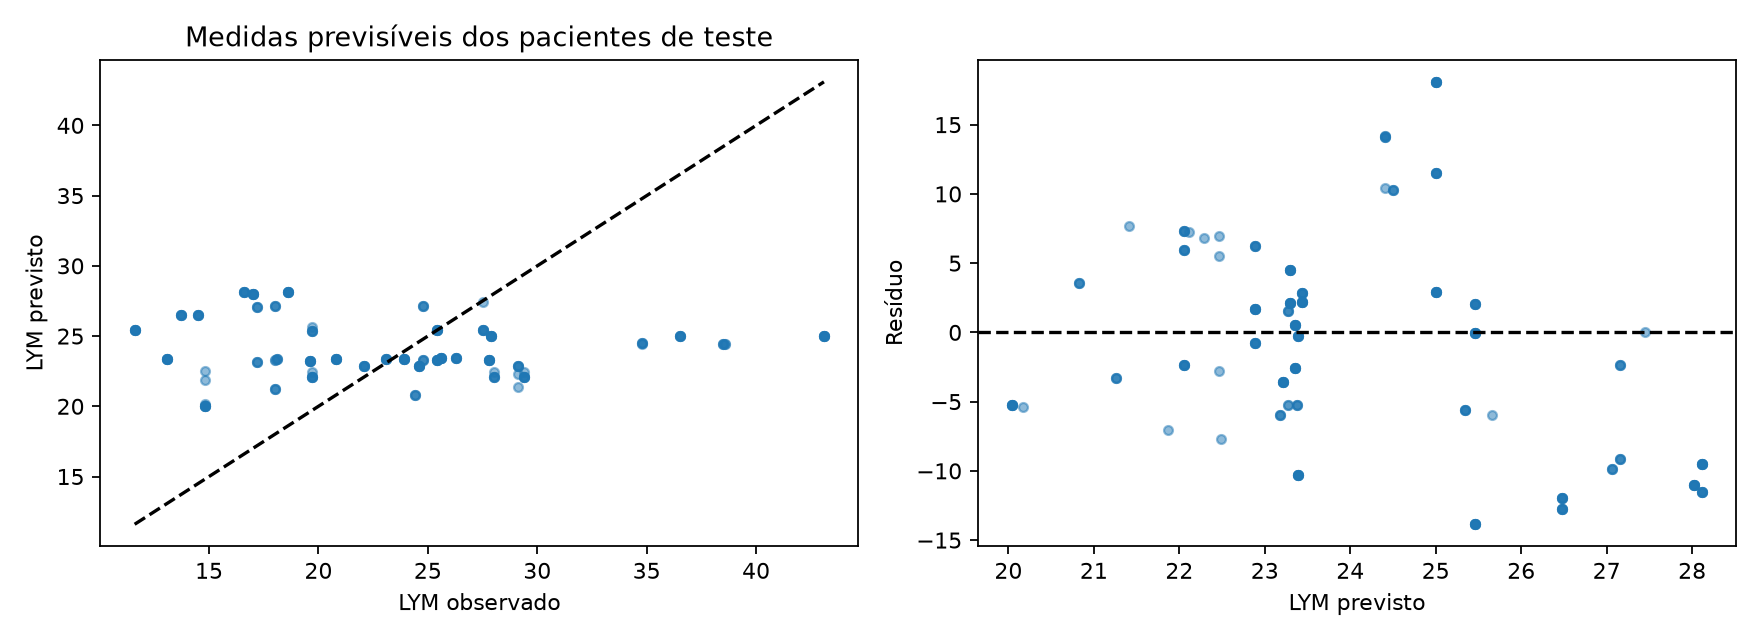 Medidas previsíveis dos pacientes de teste
LYM previsto
40
35
30
25
20
15
15 20 25 30 35 40
LYM observado
Resíduo
15
10
5
0
−5
−10
−15
20 21 22 23 24 25 26 27 28
LYM previsto